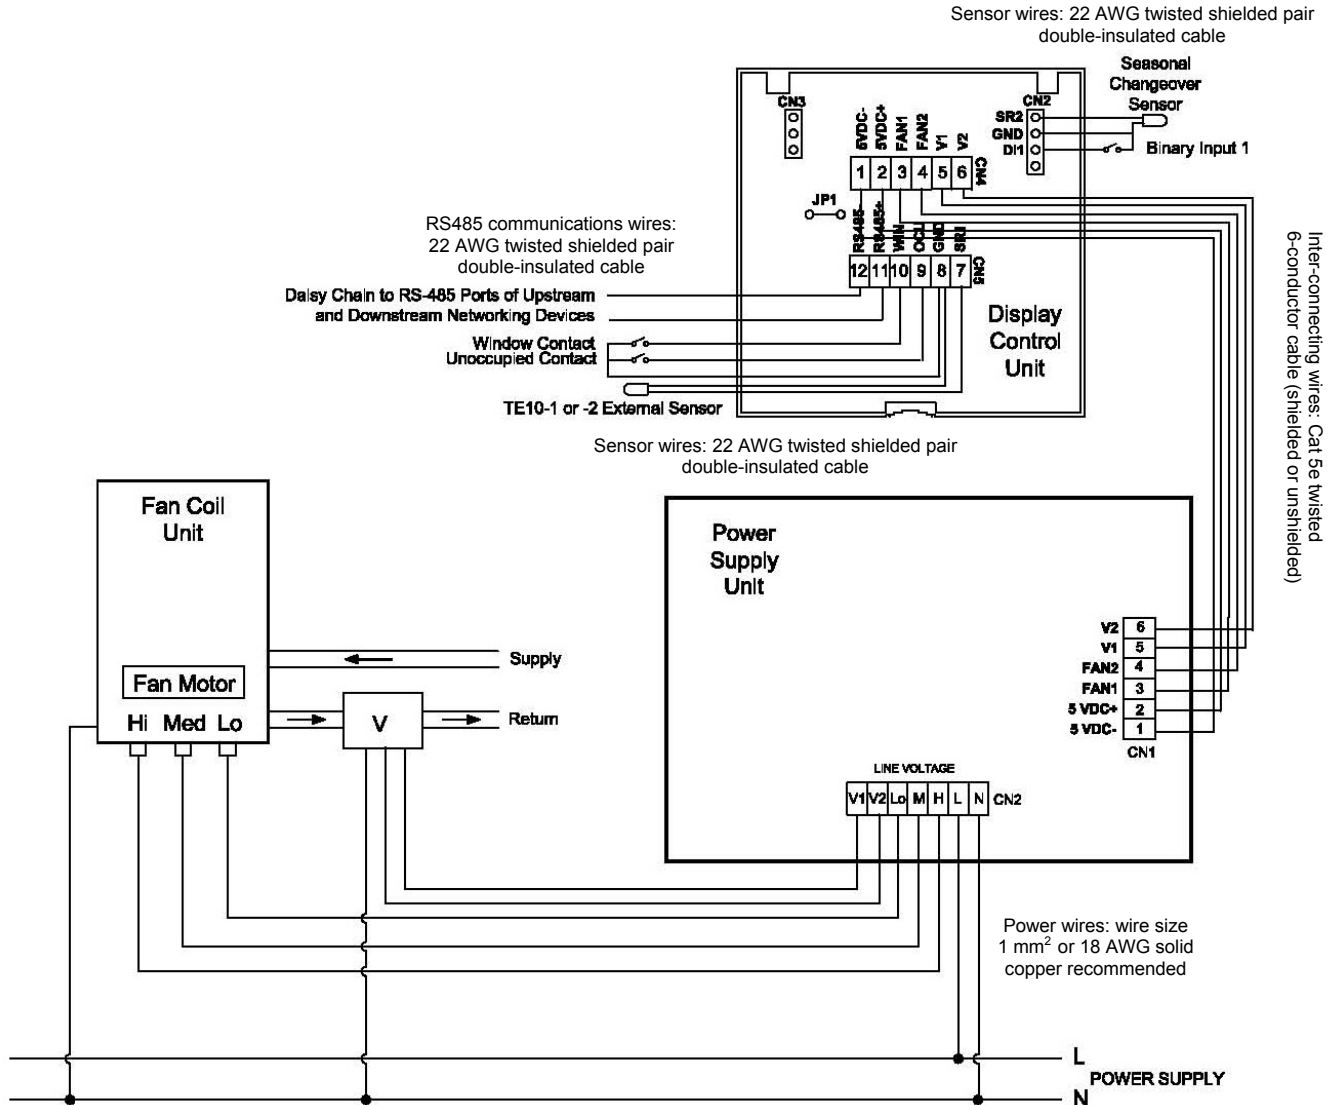 Sensor wires: 22 AWG twisted shielded pair
double-insulated cable
Seasonal
Changeover
Sensor
CN3
CN2
SR2
GND
DI1
Binary Input 1
5VDC-
5VDC+
FAN1
FAN2
V1
V2
1 2 3 4 5 6
CN4
JP1
RS485-
RS485+
WIN
OCU
GND
SR1
12 11 10 9 8 7
CN5
RS485 communications wires:
22 AWG twisted shielded pair
double-insulated cable
Daisy Chain to RS-485 Ports of Upstream
and Downstream Networking Devices
Window Contact
Unoccupied Contact
TE10-1 or -2 External Sensor
Display
Control
Unit
Sensor wires: 22 AWG twisted shielded pair
double-insulated cable
Inter-connecting wires: Cat 5e twisted
6-conductor cable (shielded or unshielded)
Fan Coil
Unit
Fan Motor
Hi Med Lo
Supply
V
Return
Power
Supply
Unit
V2 6
V1 5
FAN2 4
FAN1 3
5 VDC+ 2
5 VDC- 1
CN1
LINE VOLTAGE
V1 V2 Lo M H L N CN2
Power wires: wire size
1 mm² or 18 AWG solid
copper recommended
L
POWER SUPPLY
N